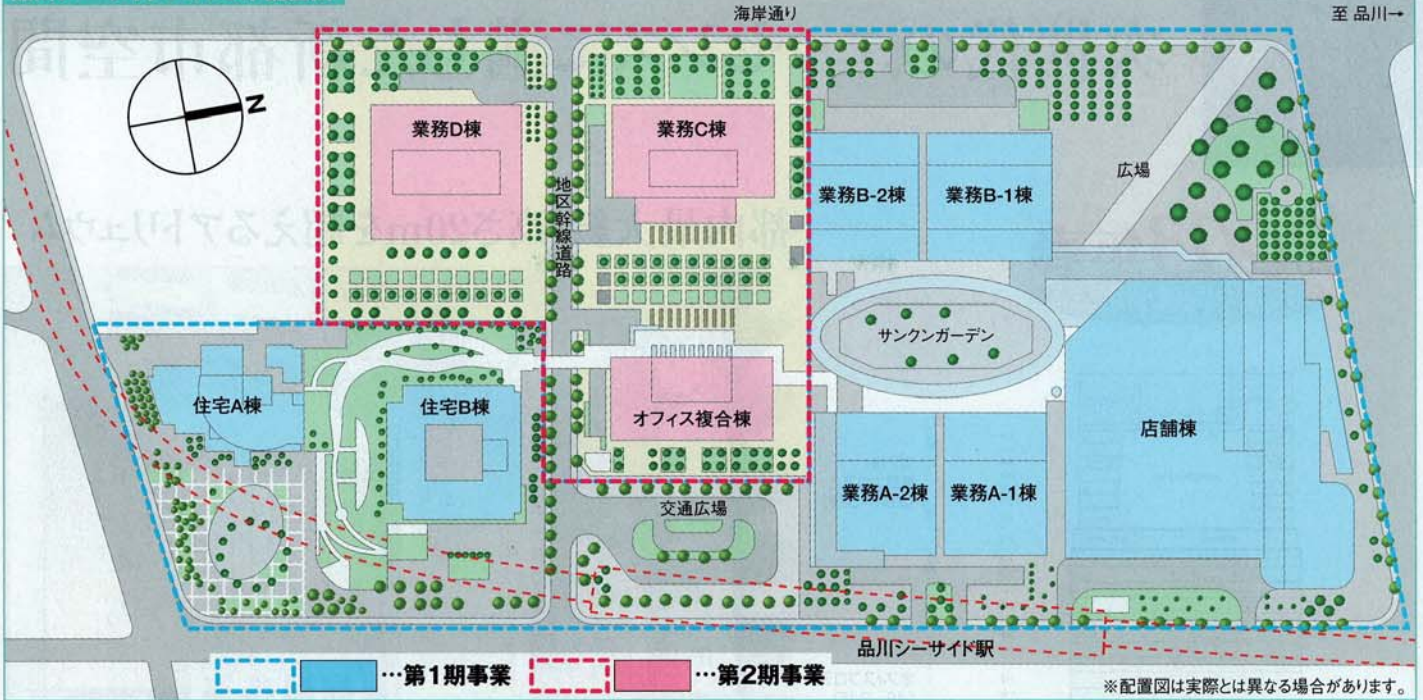 海岸通り
至 品川→
N
業務D棟
業務C棟
地区幹線道路
業務B-2棟
業務B-1棟
広場
サンクンガーデン
住宅A棟
住宅B棟
オフィス複合棟
店舗棟
業務A-2棟
業務A-1棟
交通広場
品川シーサイド駅
…第1期事業
…第2期事業
※配置図は実際とは異なる場合があります。